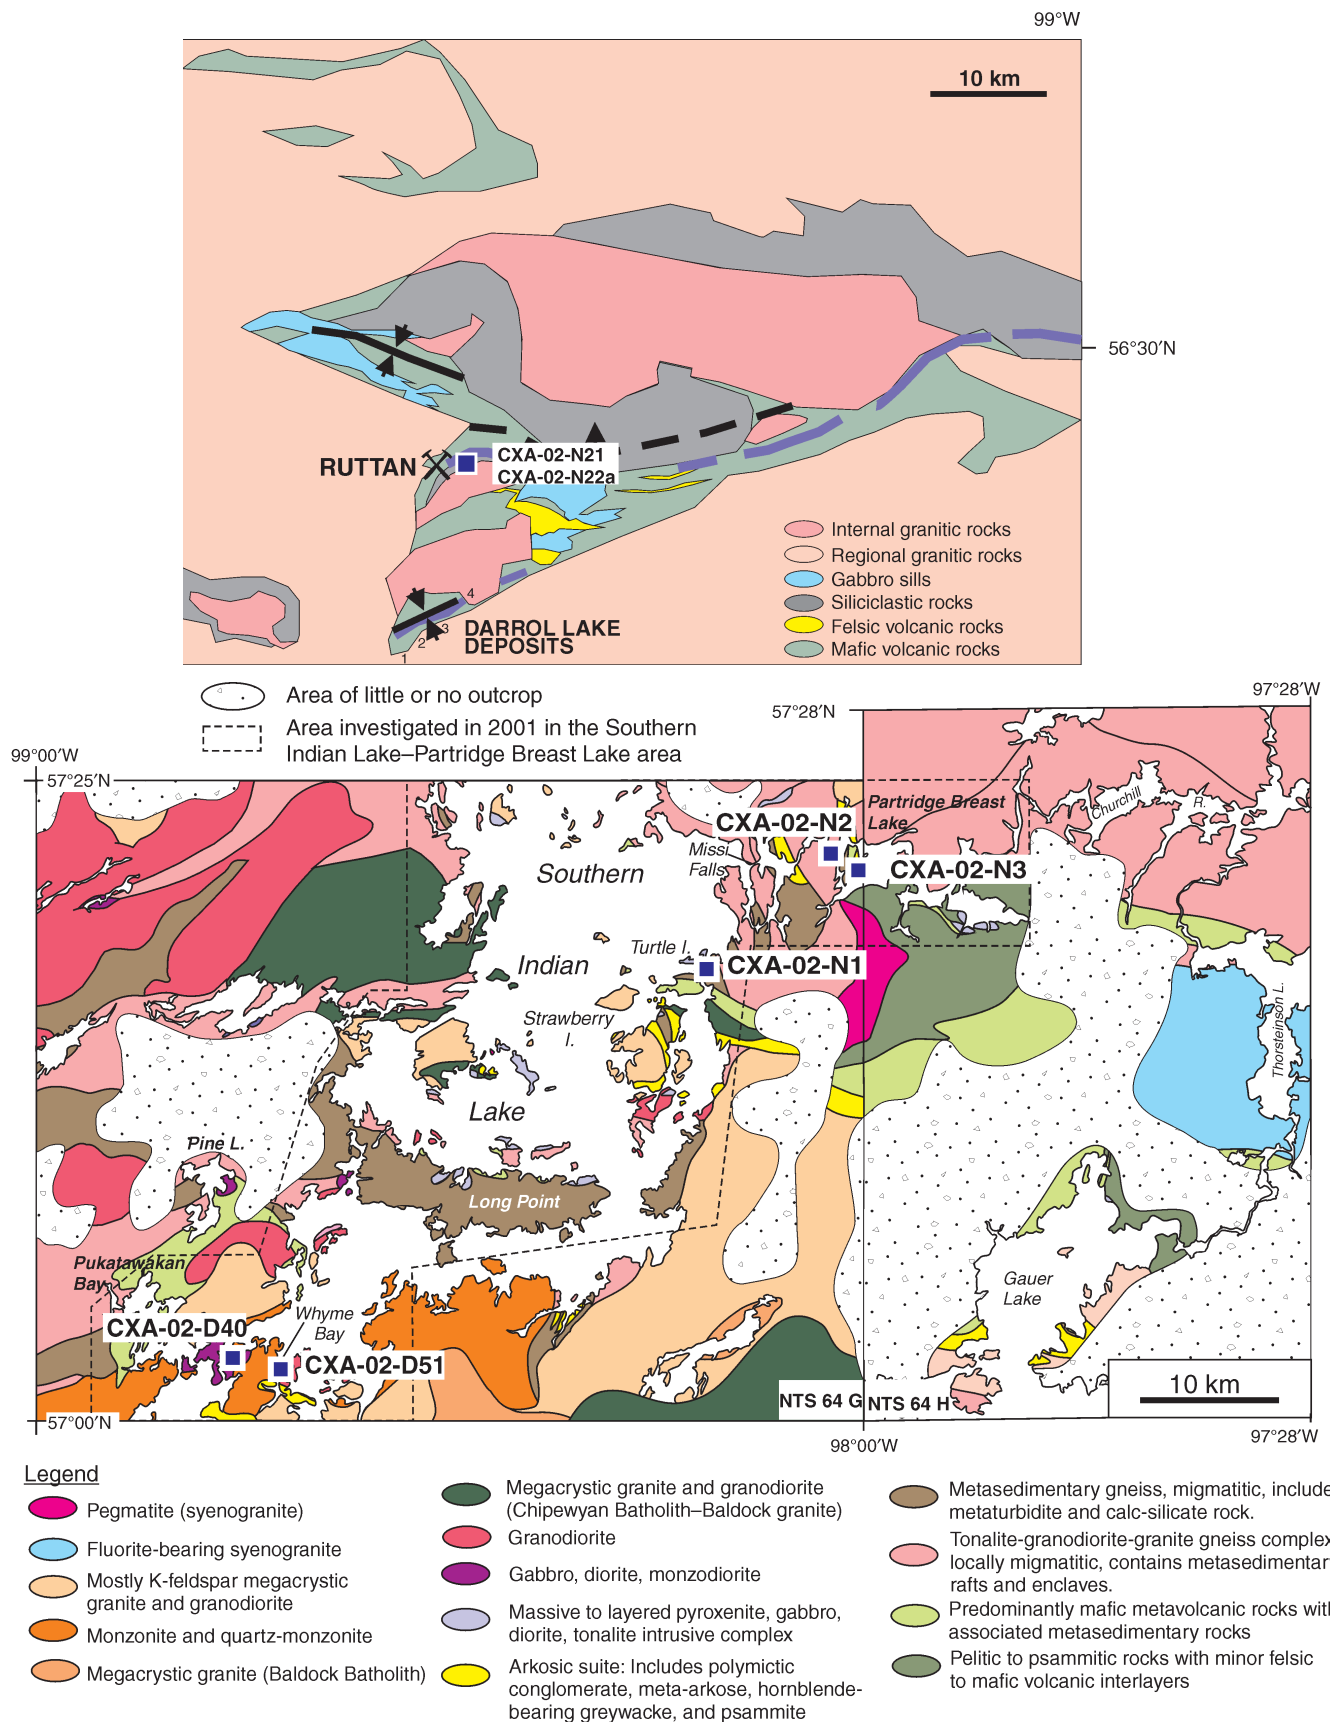 99°W
10 km
56°30′N
RUTTAN
CXA-02-N21
CXA-02-N22a
Internal granitic rocks
Regional granitic rocks
Gabbro sills
Siliciclastic rocks
Felsic volcanic rocks
Mafic volcanic rocks
4
3
2
1
DARROL LAKE
DEPOSITS
Area of little or no outcrop
Area investigated in 2001 in the Southern
Indian Lake–Partridge Breast Lake area
97°28′W
57°28′N
99°00′W
57°25′N
Partridge Breast
Lake
Churchill
R.
CXA-02-N2
Missi
Falls
CXA-02-N3
Southern
Turtle I.
Indian
CXA-02-N1
Strawberry
I.
Thorsteinson L.
Lake
Pine L.
Long Point
Pukatawakan
Bay
Gauer
Lake
Whyme
Bay
CXA-02-D40
CXA-02-D51
10 km
NTS 64 G
NTS 64 H
57°00′N
98°00′W
97°28′W
Legend
Pegmatite (syenogranite)
Fluorite-bearing syenogranite
Mostly K-feldspar megacrystic
granite and granodiorite
Monzonite and quartz-monzonite
Megacrystic granite (Baldock Batholith)
Megacrystic granite and granodiorite
(Chipewyan Batholith–Baldock granite)
Granodiorite
Gabbro, diorite, monzodiorite
Massive to layered pyroxenite, gabbro,
diorite, tonalite intrusive complex
Arkosic suite: Includes polymictic
conglomerate, meta-arkose, hornblende-
bearing greywacke, and psammite
Metasedimentary gneiss, migmatitic, include
metaturbidite and calc-silicate rock.
Tonalite-granodiorite-granite gneiss complex
locally migmatitic, contains metasedimentar
rafts and enclaves.
Predominantly mafic metavolcanic rocks wit
associated metasedimentary rocks
Pelitic to psammitic rocks with minor felsic
to mafic volcanic interlayers